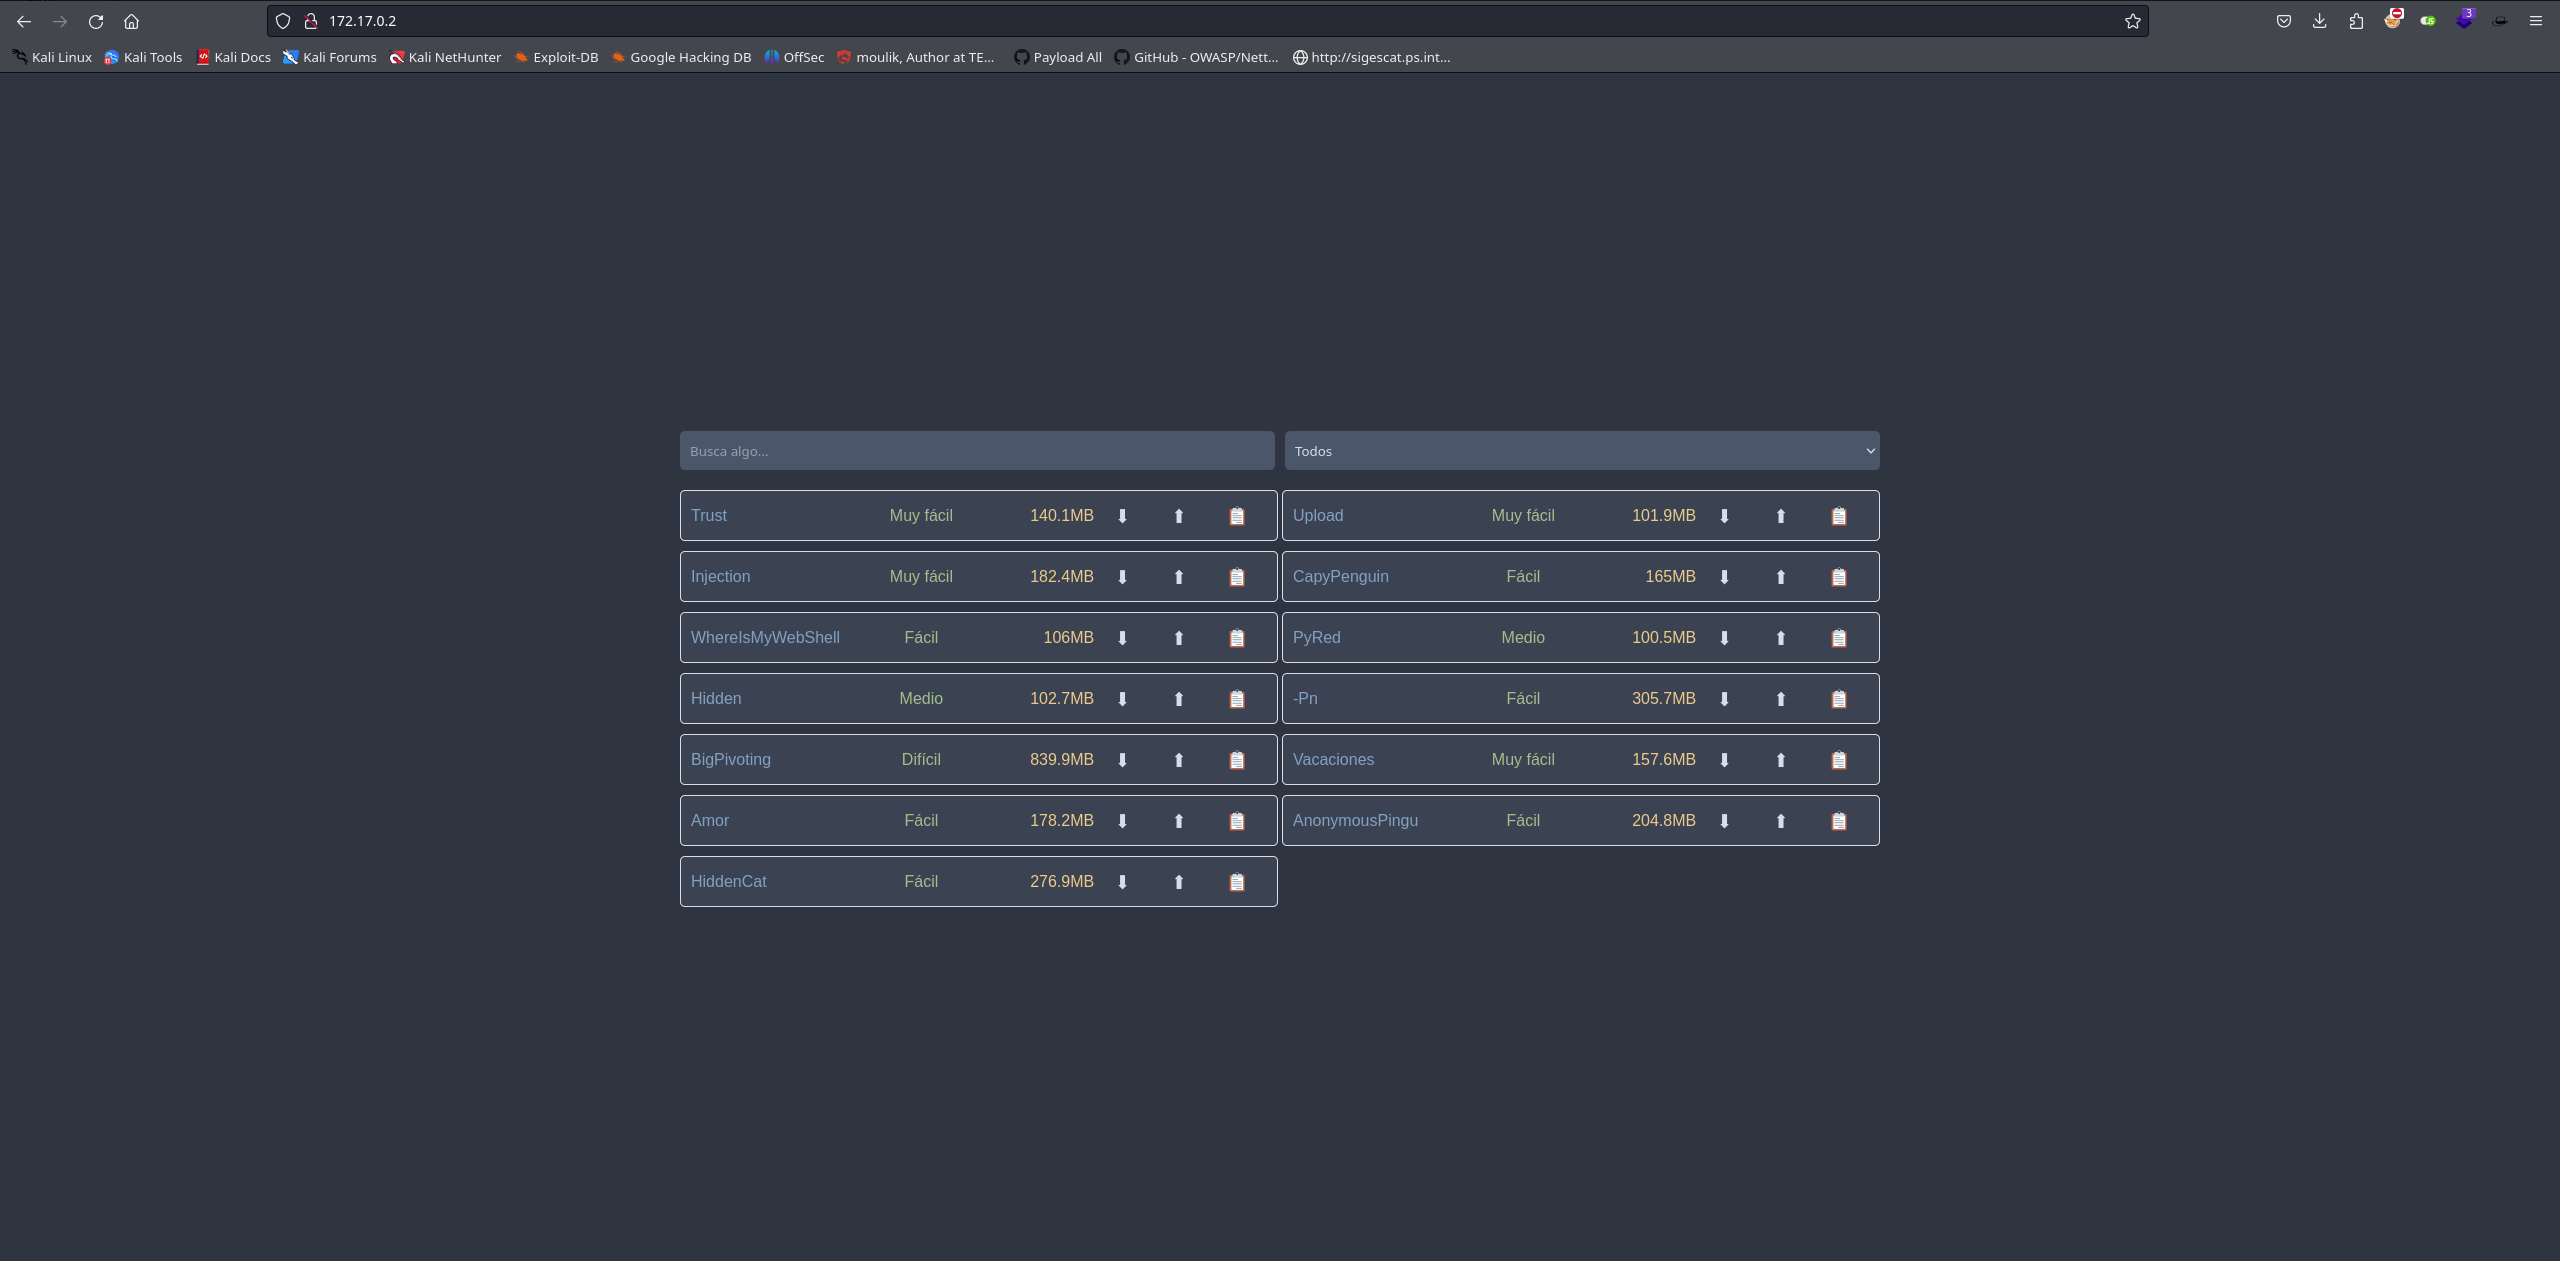 172.17.0.2
3
Kali Linux Kali Tools Kali Docs Kali Forums Kali NetHunter Exploit-DB Google Hacking DB OffSec moulik, Author at TE... Payload All GitHub - OWASP/Nett... http://sigescat.ps.int...
Busca algo... Todos
Trust Muy fácil 140.1MB
Upload Muy fácil 101.9MB
Injection Muy fácil 182.4MB
CapyPenguin Fácil 165MB
WhereIsMyWebShell Fácil 106MB
PyRed Medio 100.5MB
Hidden Medio 102.7MB
-Pn Fácil 305.7MB
BigPivoting Difícil 839.9MB
Vacaciones Muy fácil 157.6MB
Amor Fácil 178.2MB
AnonymousPingu Fácil 204.8MB
HiddenCat Fácil 276.9MB